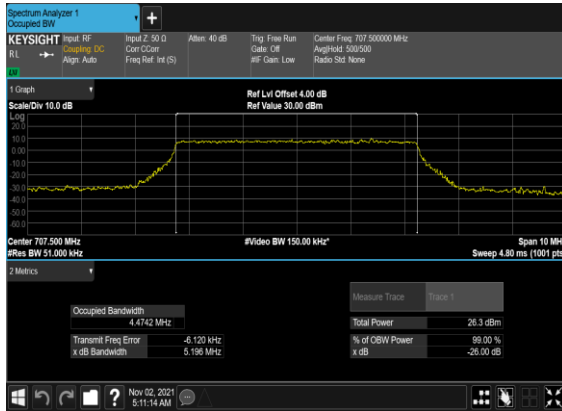 Spectrum Analyzer 1
Occupied BW
+
KEYSIGHT
RL
Input: RF
Coupling: DC
Align: Auto
Input Z: 50 Ω
Corr CCorr
Freq Ref: Int (S)
Atten: 40 dB
Trig: Free Run
Gate: Off
#IF Gain: Low
Center Freq: 707.500000 MHz
Avg|Hold: 500/500
Radio Std: None
1 Graph
Scale/Div 10.0 dB
Ref Lvl Offset 4.00 dB
Ref Value 30.00 dBm
Log
20.0
10.0
0.00
-10.0
-20.0
-30.0
-40.0
-50.0
-60.0
Center 707.500 MHz
#Res BW 51.000 kHz
#Video BW 150.00 kHz*
Span 10 MH
Sweep 4.80 ms (1001 pts
2 Metrics
Measure Trace Trace 1
Occupied Bandwidth
4.4742 MHz
Total Power 26.3 dBm
Transmit Freq Error -6.120 kHz
% of OBW Power 99.00 %
x dB Bandwidth 5.196 MHz
x dB -26.00 dB
?
Nov 02, 2021
5:11:14 AM